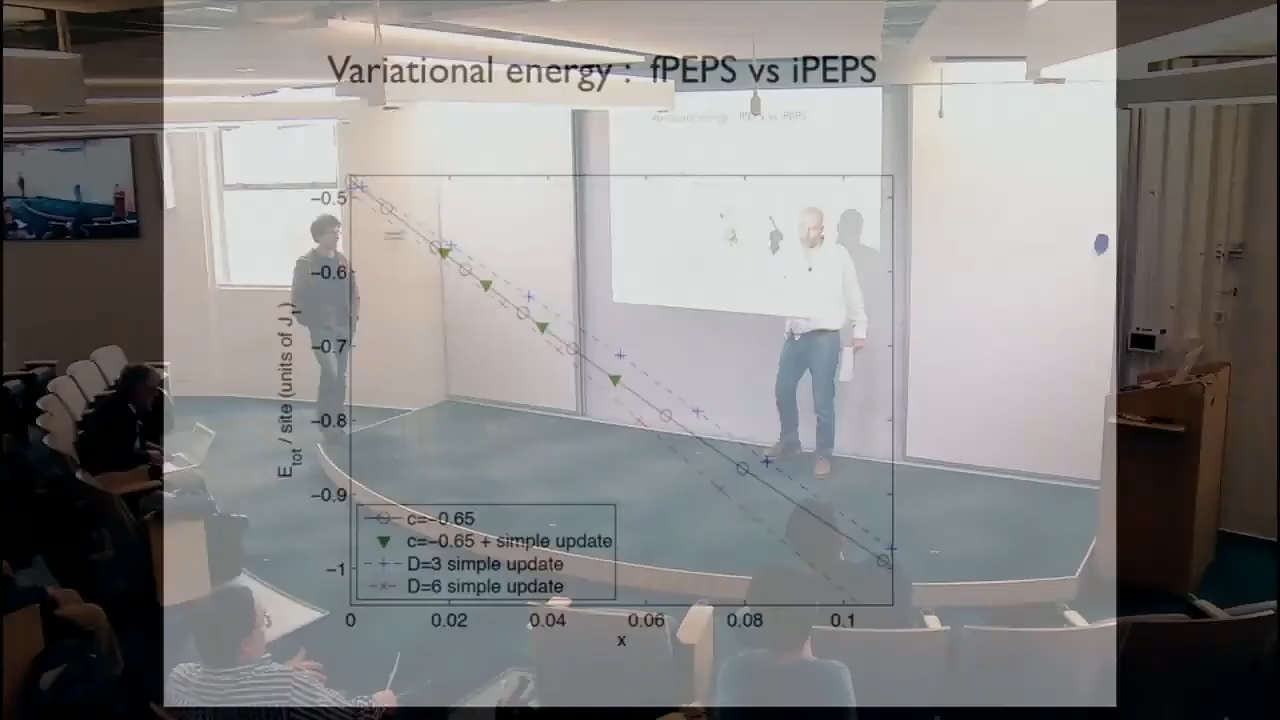 Variational energy : fPEPS vs iPEPS
−0.5
−0.6
−0.7
−0.8
−0.9
−1
E_tot / site (units of J_t)
c=−0.65
c=−0.65 + simple update
D=3 simple update
D=6 simple update
0 0.02 0.04 0.06 0.08 0.1
x